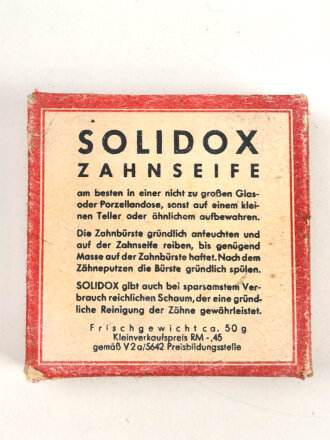 SOLIDOX
ZAHNSEIFE
am besten in einer nicht zu großen Glas-
oder Porzellandose, sonst auf einem klei-
nen Teller oder ähnlichem aufbewahren.
Die Zahnbürste gründlich anfeuchten und
auf der Zahnseife reiben, bis genügend
Masse auf der Zahnbürste haftet. Nach dem
Zähneputzen die Bürste gründlich spülen.
SOLIDOX gibt auch bei sparsamstem Ver-
brauch reichlichen Schaum, der eine gründ-
liche Reinigung der Zähne gewährleistet.
Frischgewicht ca. 50 g
Kleinverkaufspreis RM -,45
gemäß V 2 a/5642 Preisbildungsstelle